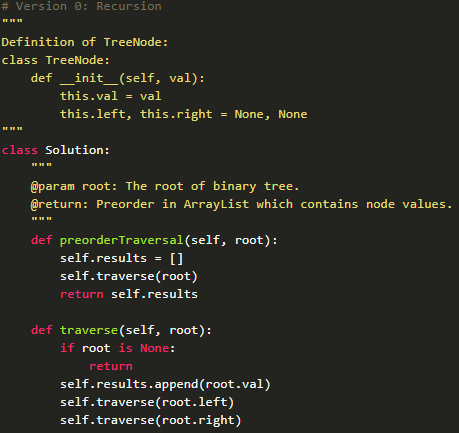 # Version 0: Recursion
"""
Definition of TreeNode:
class TreeNode:
    def __init__(self, val):
        this.val = val
        this.left, this.right = None, None
"""
class Solution:
    """
    @param root: The root of binary tree.
    @return: Preorder in ArrayList which contains node values.
    """
    def preorderTraversal(self, root):
        self.results = []
        self.traverse(root)
        return self.results

    def traverse(self, root):
        if root is None:
            return
        self.results.append(root.val)
        self.traverse(root.left)
        self.traverse(root.right)